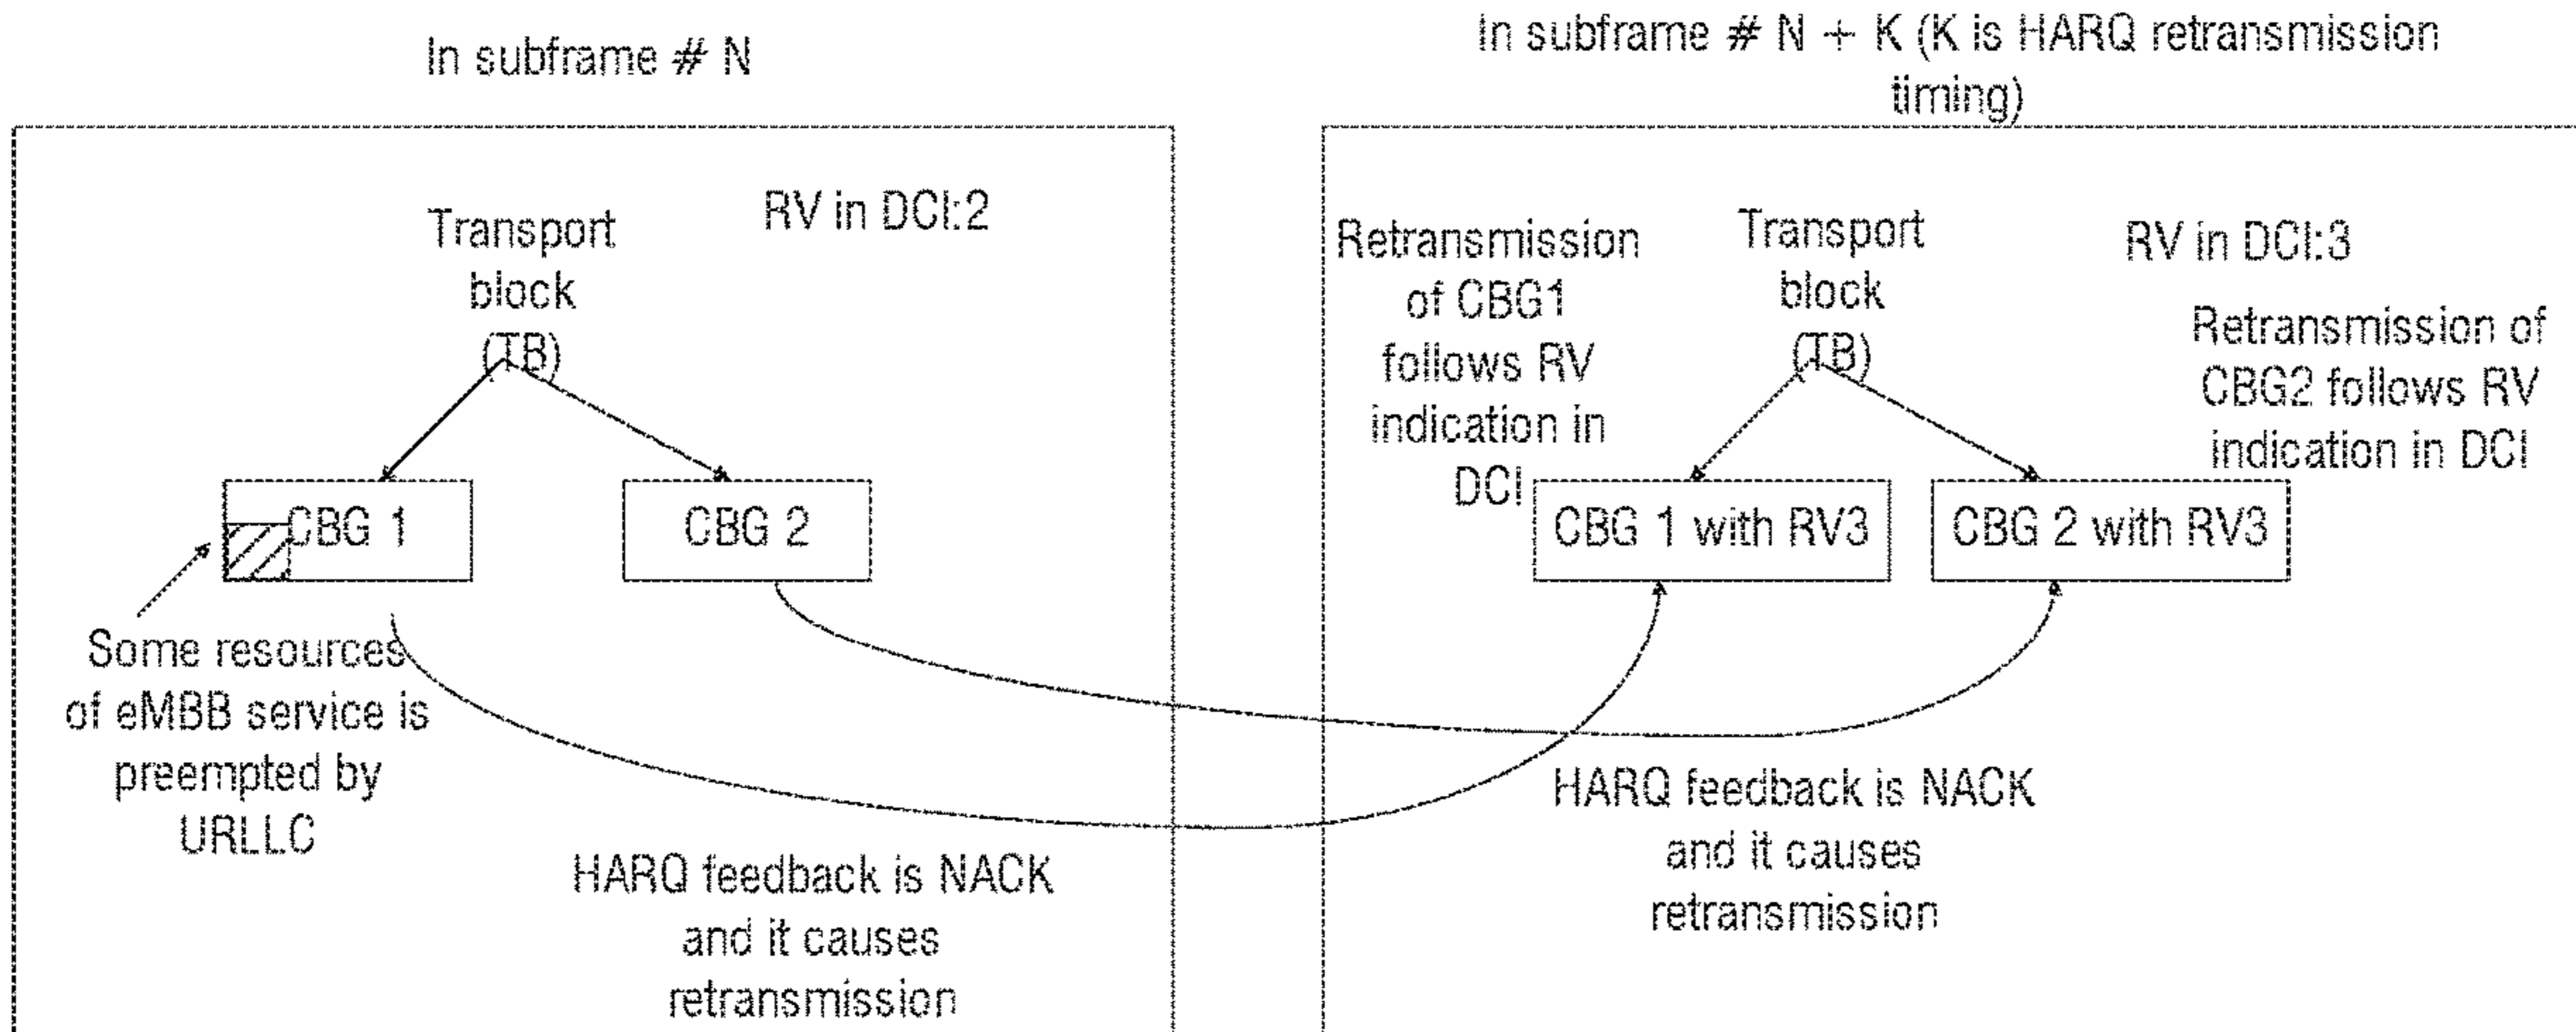 In subframe # N
In subframe # N + K (K is HARQ retransmission
timing)
Transport
block
(TB)
RV in DCI:2
CBG 1
CBG 2
Some resources
of eMBB service is
preempted by
URLLC
HARQ feedback is NACK
and it causes
retransmission
Retransmission
of CBG1
follows RV
indication in
DCI
Transport
block
(TB)
RV in DCI:3
Retransmission of
CBG2 follows RV
indication in DCI
CBG 1 with RV3
CBG 2 with RV3
HARQ feedback is NACK
and it causes
retransmission